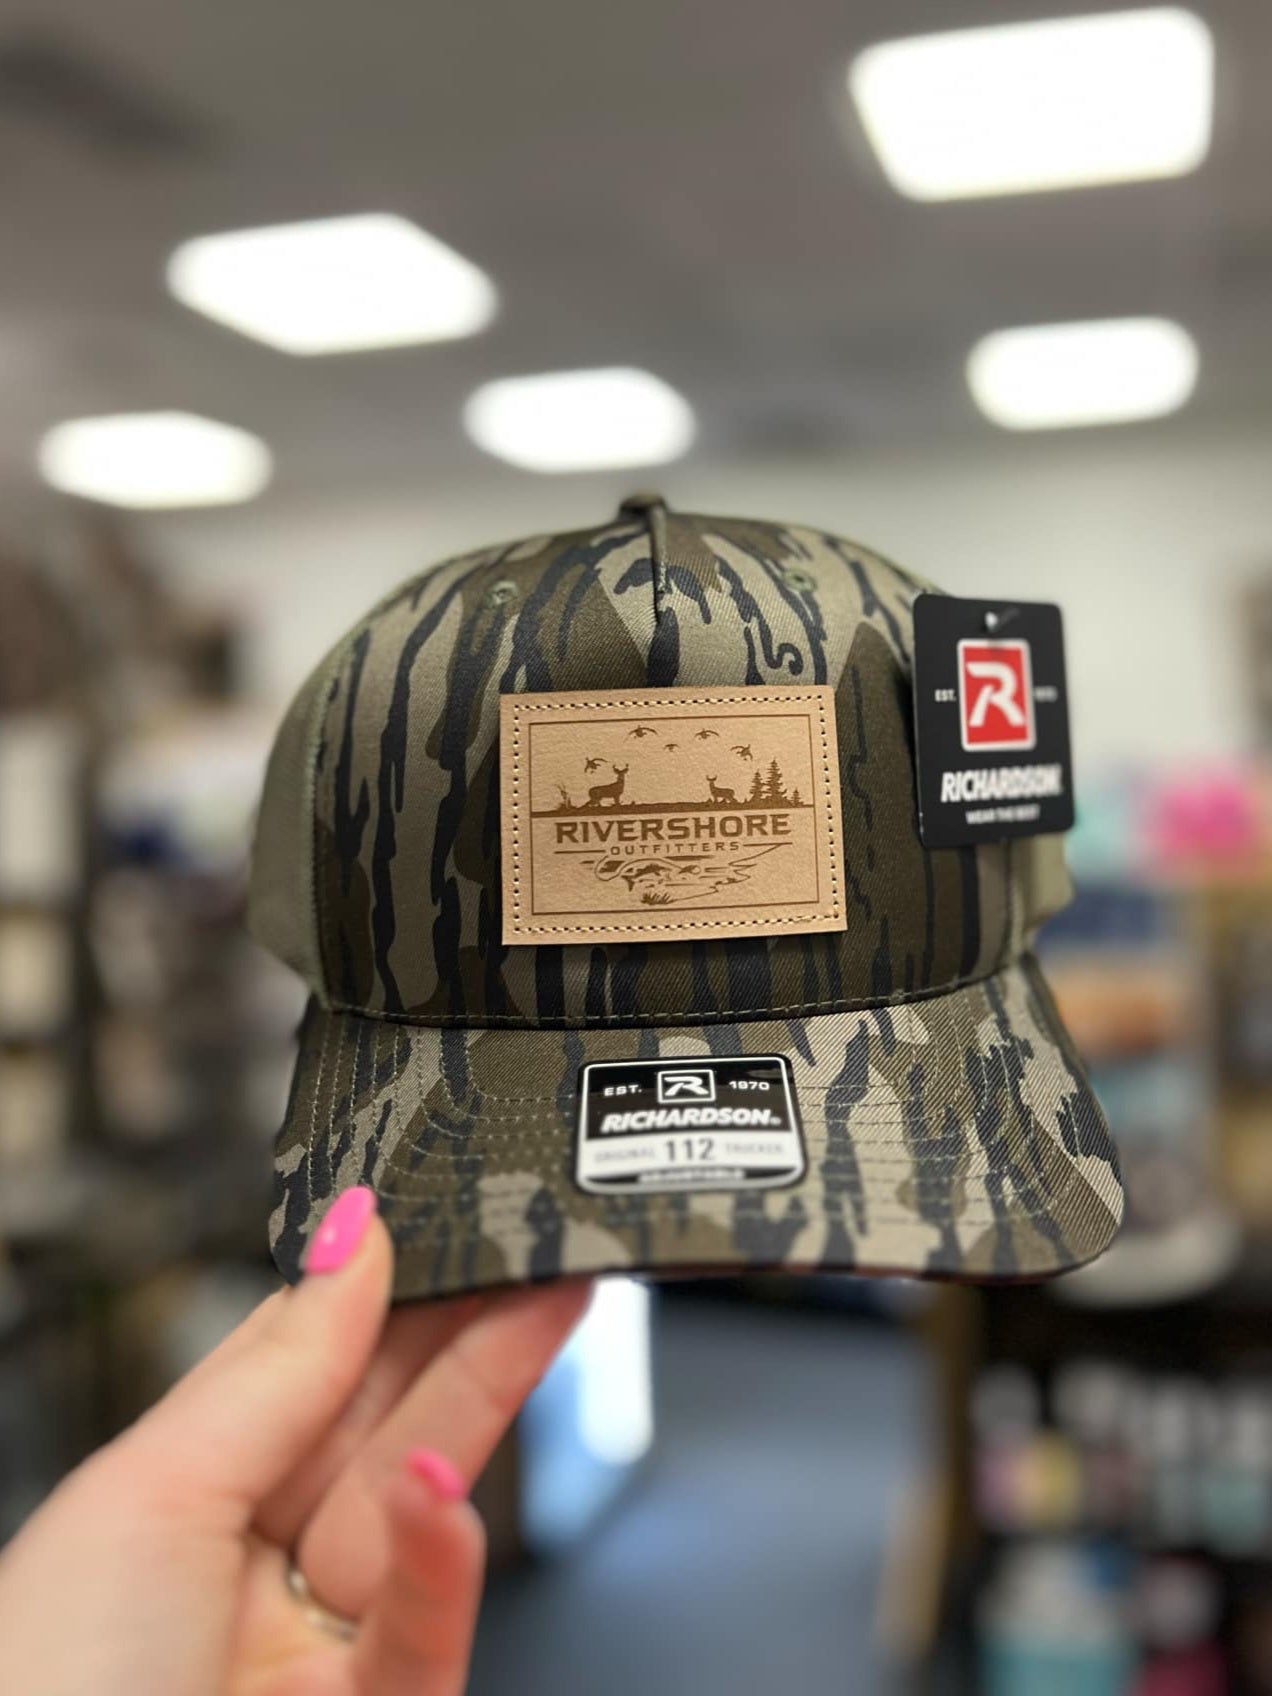 RIVERSHORE
OUTFITTERS
EST.
R
RICHARDSON
WEAR THE BEST
EST. R 1970
RICHARDSON®
ORIGINAL 112 TRUCKER
ADJUSTABLE